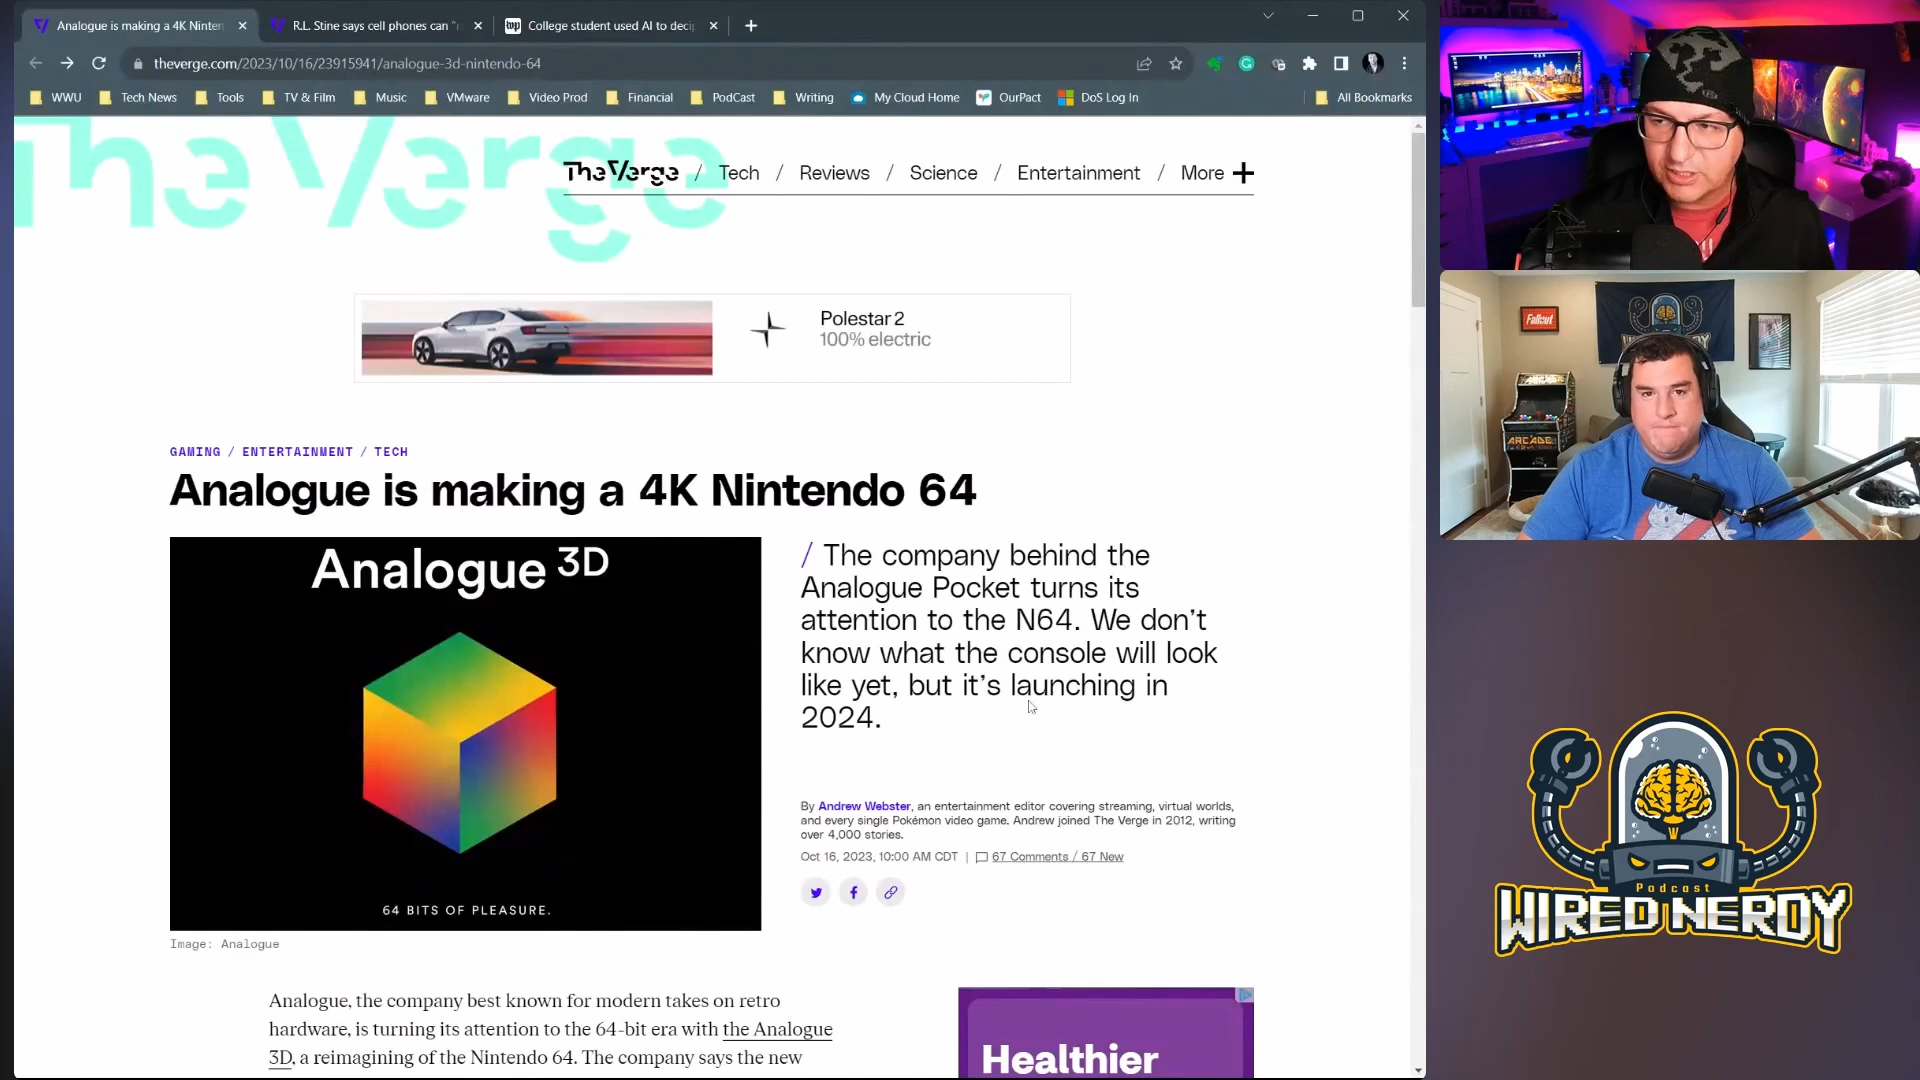 Analogue is making a 4K Ninten
R.L. Stine says cell phones can "
College student used AI to deci
theverge.com/2023/10/16/23915941/analogue-3d-nintendo-64
WWU
Tech News
Tools
TV & Film
Music
VMware
Video Prod
Financial
PodCast
Writing
My Cloud Home
OurPact
DoS Log In
All Bookmarks
The Verge
The Verge / Tech / Reviews / Science / Entertainment / More +
Polestar 2
100% electric
GAMING / ENTERTAINMENT / TECH
Analogue is making a 4K Nintendo 64
Analogue 3D
64 BITS OF PLEASURE.
Image: Analogue
/ The company behind the
Analogue Pocket turns its
attention to the N64. We don't
know what the console will look
like yet, but it's launching in
2024.
By Andrew Webster, an entertainment editor covering streaming, virtual worlds,
and every single Pokémon video game. Andrew joined The Verge in 2012, writing
over 4,000 stories.
Oct 16, 2023, 10:00 AM CDT | 67 Comments / 67 New
Analogue, the company best known for modern takes on retro
hardware, is turning its attention to the 64-bit era with the Analogue
3D, a reimagining of the Nintendo 64. The company says the new
Healthier
Fallout
ARCADE
Podcast
WIRED NERDY